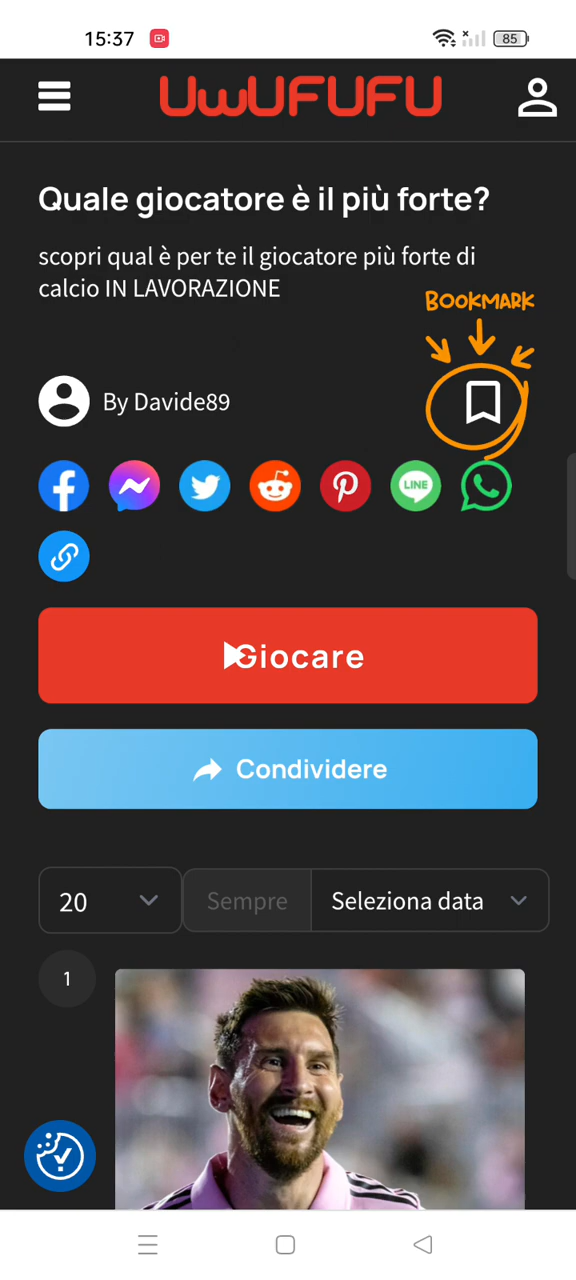 15:37
85
UwUFUFU
Quale giocatore è il più forte?
scopri qual è per te il giocatore più forte di
calcio IN LAVORAZIONE
BOOKMARK
By Davide89
LINE
Giocare
Condividere
20
Sempre
Seleziona data
1